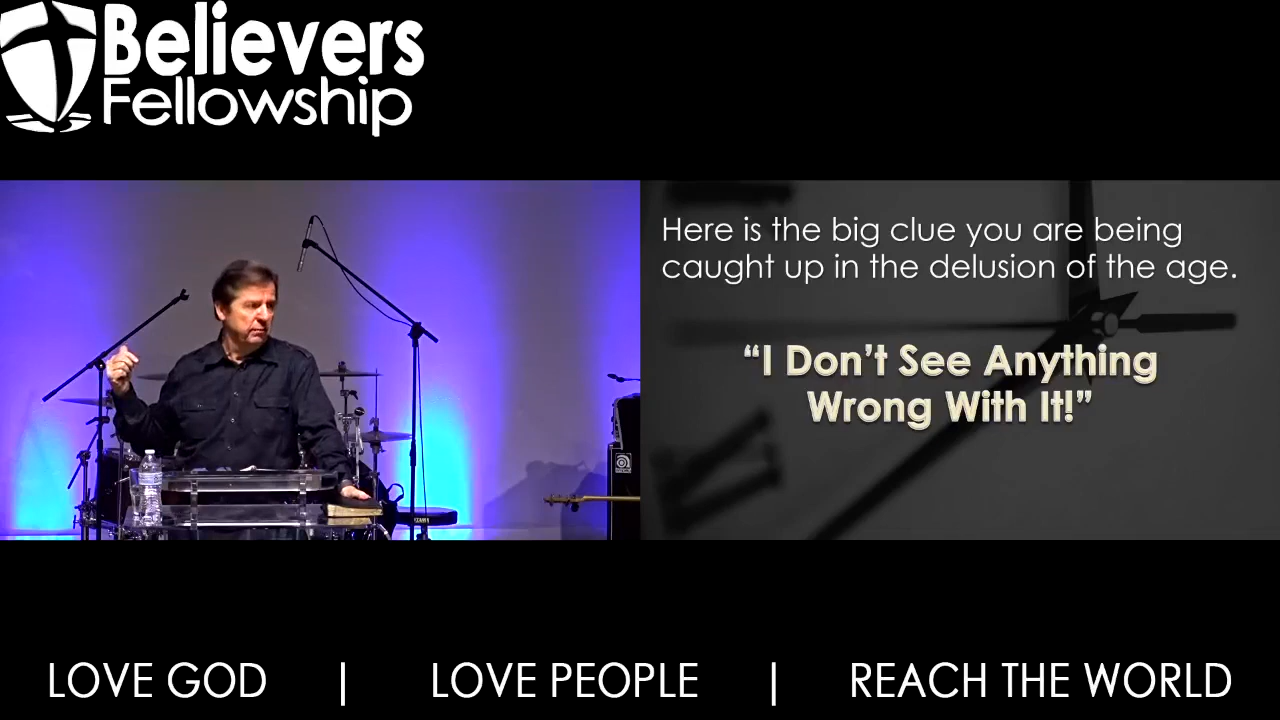 Believers
Fellowship
Here is the big clue you are being
caught up in the delusion of the age.
“I Don’t See Anything
Wrong With It!”
LOVE GOD | LOVE PEOPLE | REACH THE WORLD